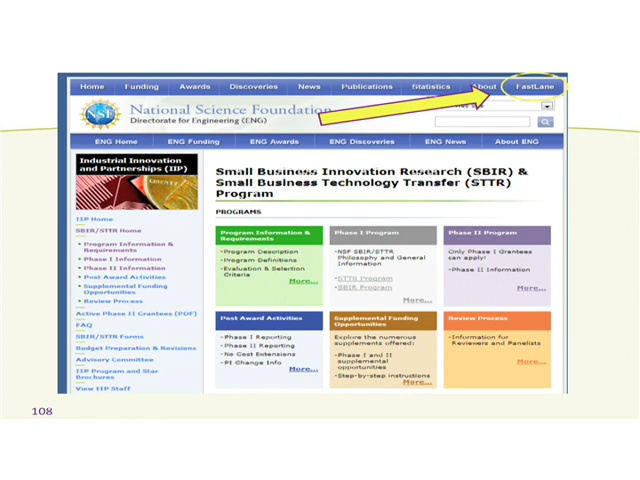 Home Funding Awards Discoveries News Publications Statistics About FastLane
NSF
National Science Foundation
Directorate for Engineering (ENG)
ENG Home ENG Funding ENG Awards ENG Discoveries ENG News About ENG
Industrial Innovation
and Partnerships (IIP)
IIP Home
SBIR/STTR Home
• Program Information &
Requirements
• Phase I Information
• Phase II Information
• Post Award Activities
• Supplemental Funding
Opportunities
• Review Process
Active Phase II Grantees (PDF)
FAQ
SBIR/STTR Forms
Budget Preparation & Revisions
Advisory Committee
IIP Program and Star
Brochures
View IIP Staff
Small Business Innovation Research (SBIR) &
Small Business Technology Transfer (STTR)
Program
PROGRAMS
Program Information &
Requirements
-Program Description
-Program Definitions
-Evaluation & Selection
Criteria
More...
Phase I Program
-NSF SBIR/STTR
Philosophy and General
Information
-STTR Program
-SBIR Program
More...
Phase II Program
Only Phase I Grantees
can apply!
-Phase II Information
More...
Post Award Activities
-Phase I Reporting
-Phase II Reporting
-No Cost Extensions
-PI Change Info
More...
Supplemental Funding
Opportunities
Explore the numerous
supplements offered:
-Phase I and II
supplemental
opportunities
-Step-by-step instructions
More...
Review Process
-Information for
Reviewers and Panelists
More...
108